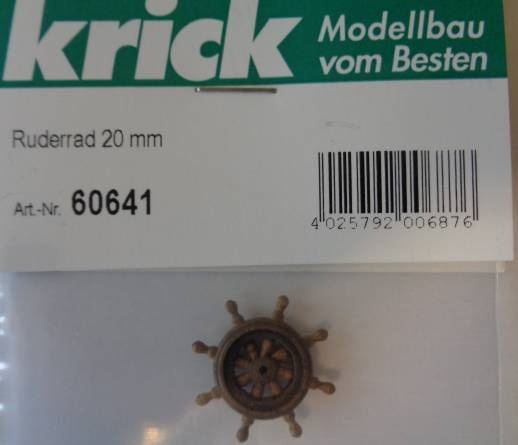 krick Modellbau
vom Besten
Ruderrad 20 mm
Art.-Nr. 60641
4 025792 006876